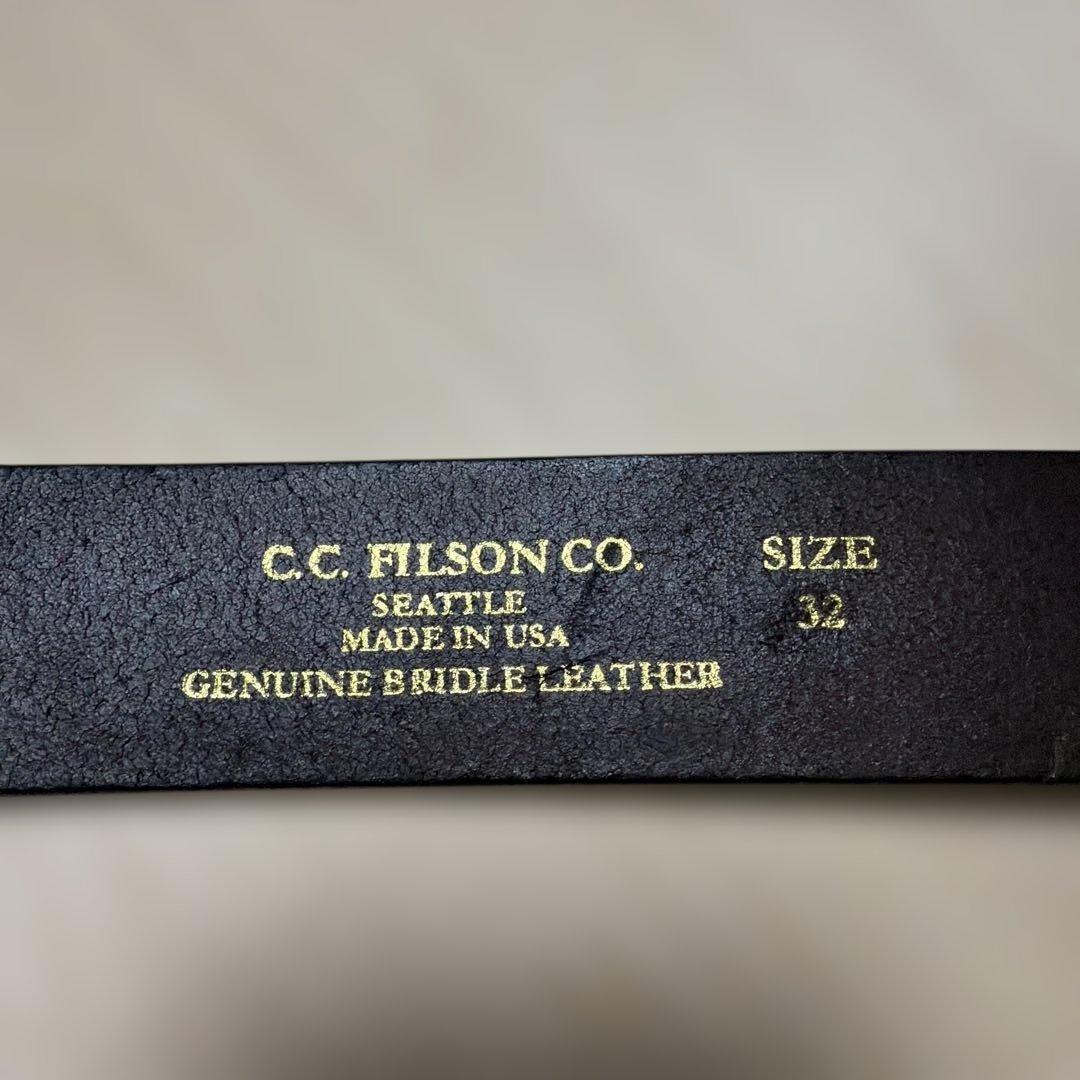 C.C. FILSON CO.
SEATTLE
MADE IN USA
GENUINE BRIDLE LEATHER
SIZE
32